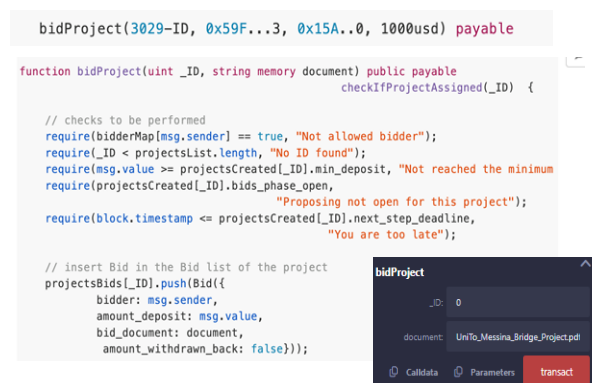 bidProject(3029-ID, 0x59F...3, 0x15A..0, 1000usd) payable
function bidProject(uint _ID, string memory document) public payable
checkIfProjectAssigned(_ID) {
// checks to be performed
require(bidderMap[msg.sender] == true, "Not allowed bidder");
require(_ID < projectsList.length, "No ID found");
require(msg.value >= projectsCreated[_ID].min_deposit, "Not reached the minimum
require(projectsCreated[_ID].bids_phase_open,
"Proposing not open for this project");
require(block.timestamp <= projectsCreated[_ID].next_step_deadline,
"You are too late");
// insert Bid in the Bid list of the project
projectsBids[_ID].push(Bid({
bidder: msg.sender,
amount_deposit: msg.value,
bid_document: document,
amount_withdrawn_back: false}));
bidProject
_ID: 0
document: UniTo_Messina_Bridge_Project.pdf
Calldata Parameters transact